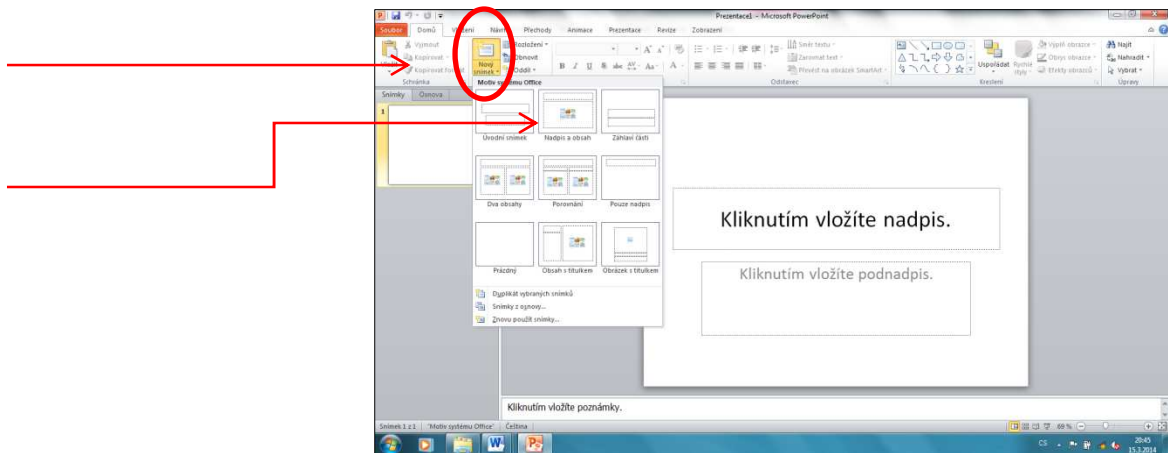 Prezentace1 - Microsoft PowerPoint
Soubor Domů Vložení Návrh Přechody Animace Prezentace Revize Zobrazení
Vyjmout Rozložení Směr textu Výplň obrazce Najít
Kopírovat Obnovit Zarovnat text Obrys obrazce Nahradit
Vložit Kopírovat formát Nový snímek Oddíl Převést na obrázek SmartArt Uspořádat Rychlé styly Efekty obrazců Vybrat
Schránka Odstavec Kreslení Úpravy
Motiv systému Office
Snímky Osnova
1
Úvodní snímek Nadpis a obsah Záhlaví části
Dva obsahy Porovnání Pouze nadpis
Prázdný Obsah s titulkem Obrázek s titulkem
Duplikát vybraných snímků
Snímky z osnovy...
Znovu použít snímky...
Kliknutím vložíte nadpis.
Kliknutím vložíte podnadpis.
Kliknutím vložíte poznámky.
Snímek 1 z 1 "Motiv systému Office" Čeština 69 %
CS 20:45
15.3.2014